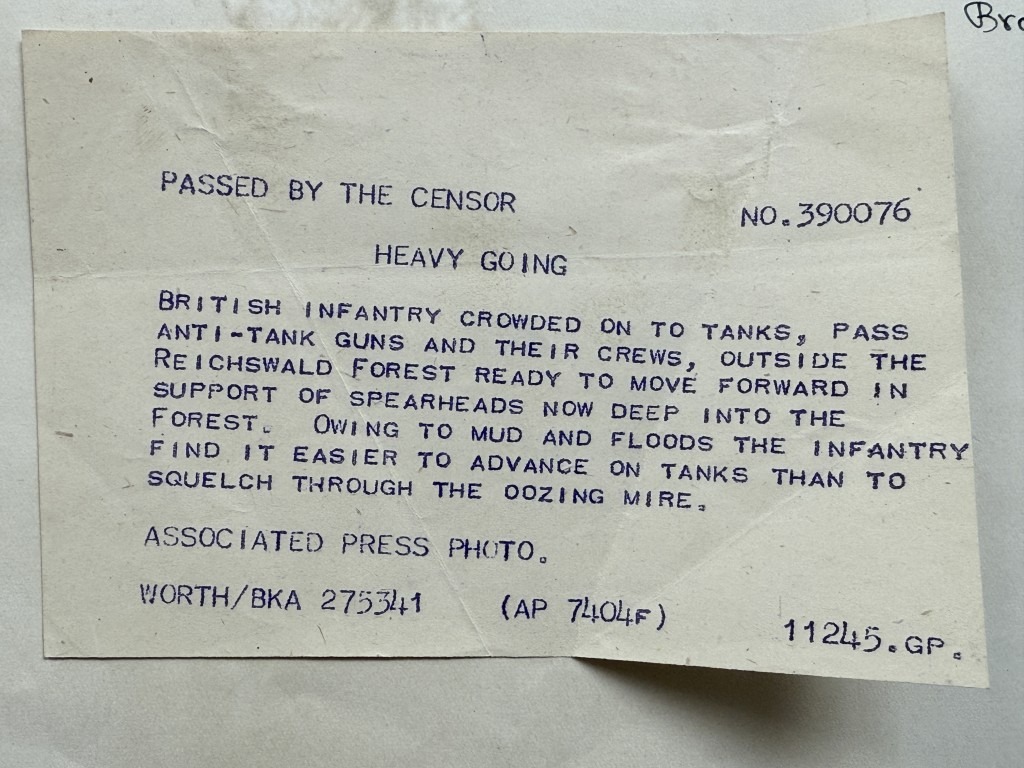 Bro
PASSED BY THE CENSOR
NO.390076
HEAVY GOING
BRITISH INFANTRY CROWDED ON TO TANKS, PASS
ANTI-TANK GUNS AND THEIR CREWS, OUTSIDE THE
REICHSWALD FOREST READY TO MOVE FORWARD IN
SUPPORT OF SPEARHEADS NOW DEEP INTO THE
FOREST. OWING TO MUD AND FLOODS THE INFANTRY
FIND IT EASIER TO ADVANCE ON TANKS THAN TO
SQUELCH THROUGH THE OOZING MIRE.
ASSOCIATED PRESS PHOTO.
WORTH/BKA 275341 (AP 7404F) 11245.GP.